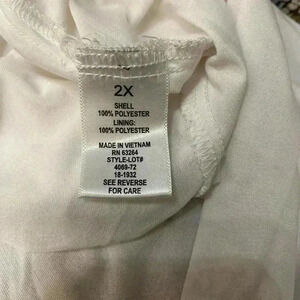 2X
SHELL
100% POLYESTER
LINING:
100% POLYESTER
MADE IN VIETNAM
RN 63264
STYLE-LOT#
4069-72
18-1932
SEE REVERSE
FOR CARE